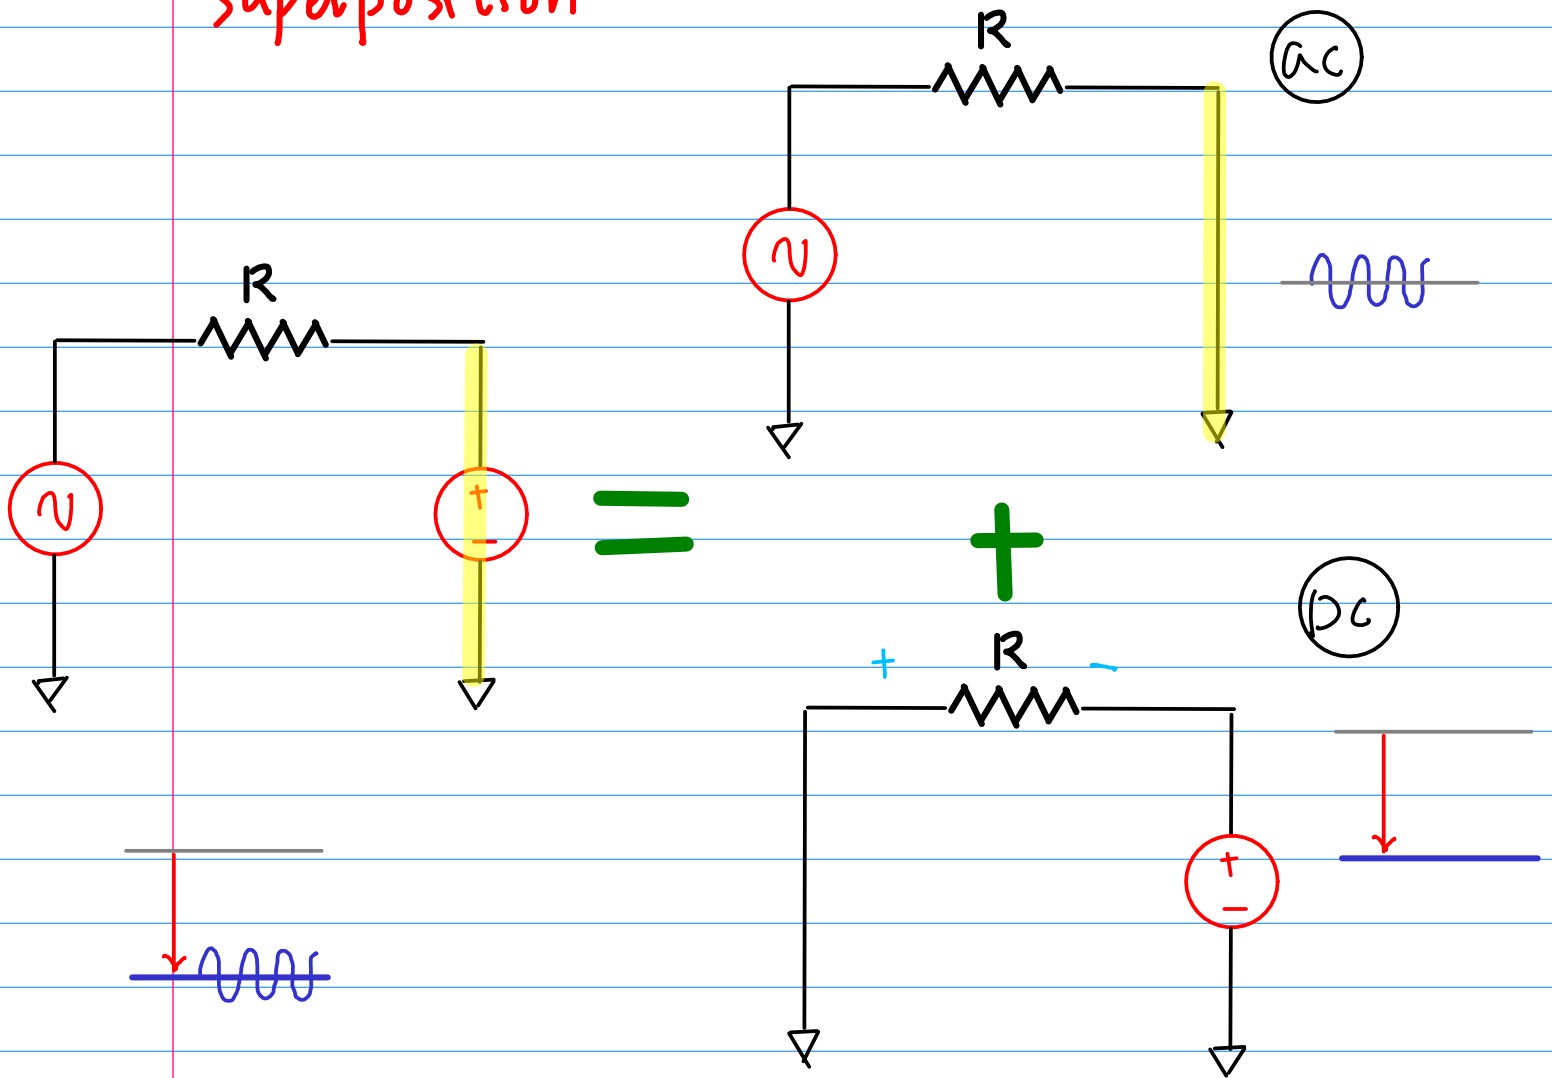 superposition
R
ac
R
+
-
=
+
DC
+ R -
+
-